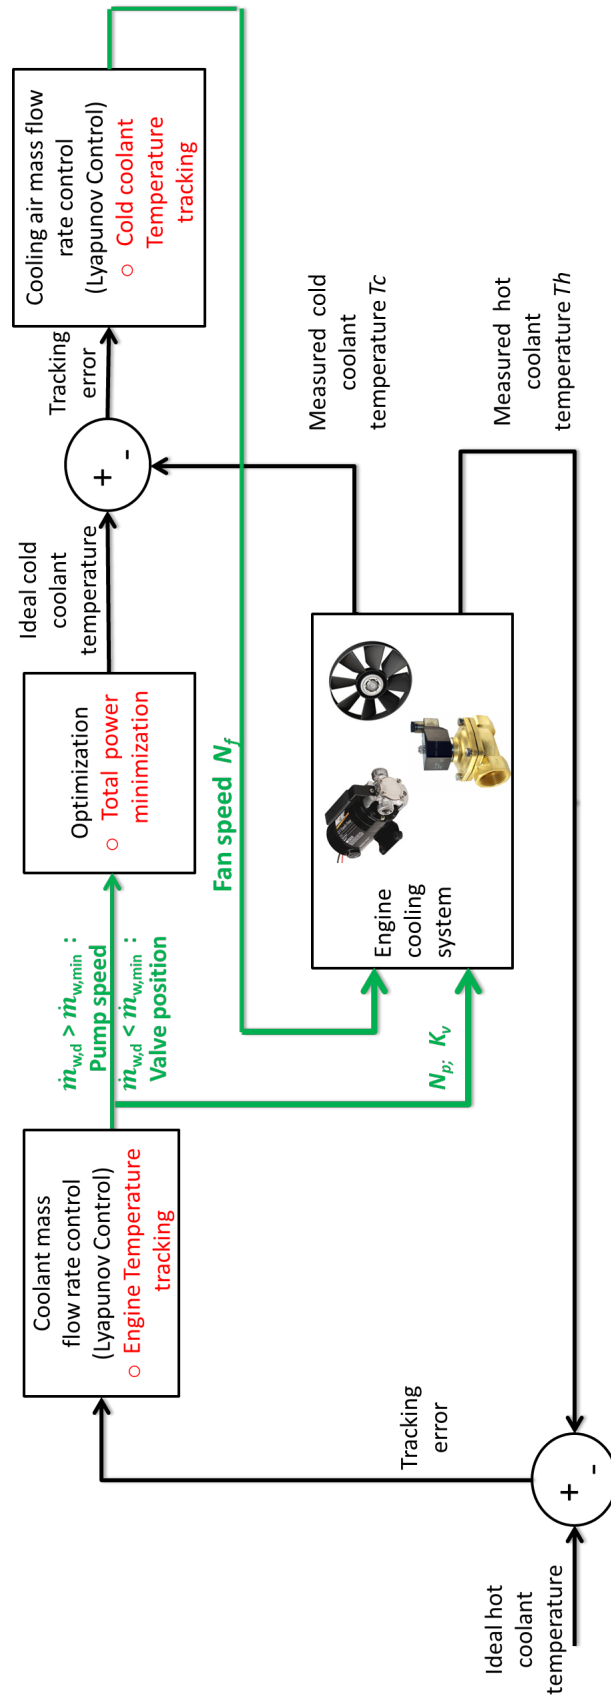 Ideal hot
coolant
temperature
+
-
Tracking
error
Coolant mass
flow rate control
(Lyapunov Control)
○ Engine Temperature
tracking
ṁw,d > ṁw,min :
Pump speed
ṁw,d < ṁw,min :
Valve position
Optimization
○ Total power
minimization
Ideal cold
coolant
temperature
+
-
Tracking
error
Cooling air mass flow
rate control
(Lyapunov Control)
○ Cold coolant
Temperature
tracking
Fan speed Nf
Np; Kv
Engine
cooling
system
Measured cold
coolant
temperature Tc
Measured hot
coolant
temperature Th